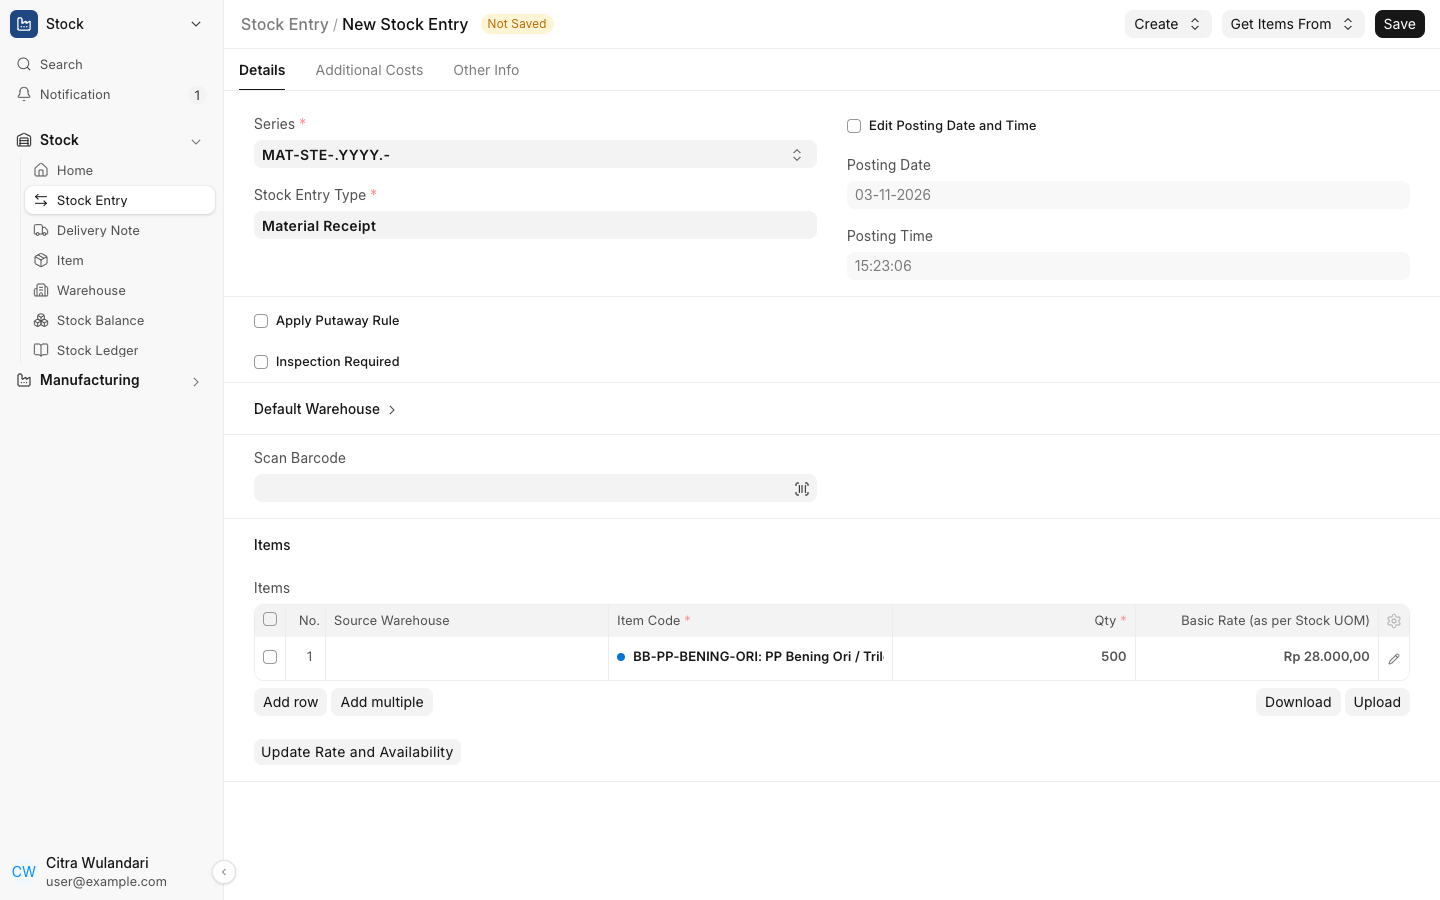 Stock
Search
Notification 1
Stock
Home
Stock Entry
Delivery Note
Item
Warehouse
Stock Balance
Stock Ledger
Manufacturing
CW
Citra Wulandari
user@example.com
Stock Entry / New Stock Entry Not Saved
Create Get Items From Save
Details Additional Costs Other Info
Series *
MAT-STE-.YYYY.-
Stock Entry Type *
Material Receipt
Edit Posting Date and Time
Posting Date
03-11-2026
Posting Time
15:23:06
Apply Putaway Rule
Inspection Required
Default Warehouse
Scan Barcode
Items
Items
No. Source Warehouse Item Code * Qty * Basic Rate (as per Stock UOM)
1 BB-PP-BENING-ORI: PP Bening Ori / Tril 500 Rp 28.000,00
Add row Add multiple Download Upload
Update Rate and Availability